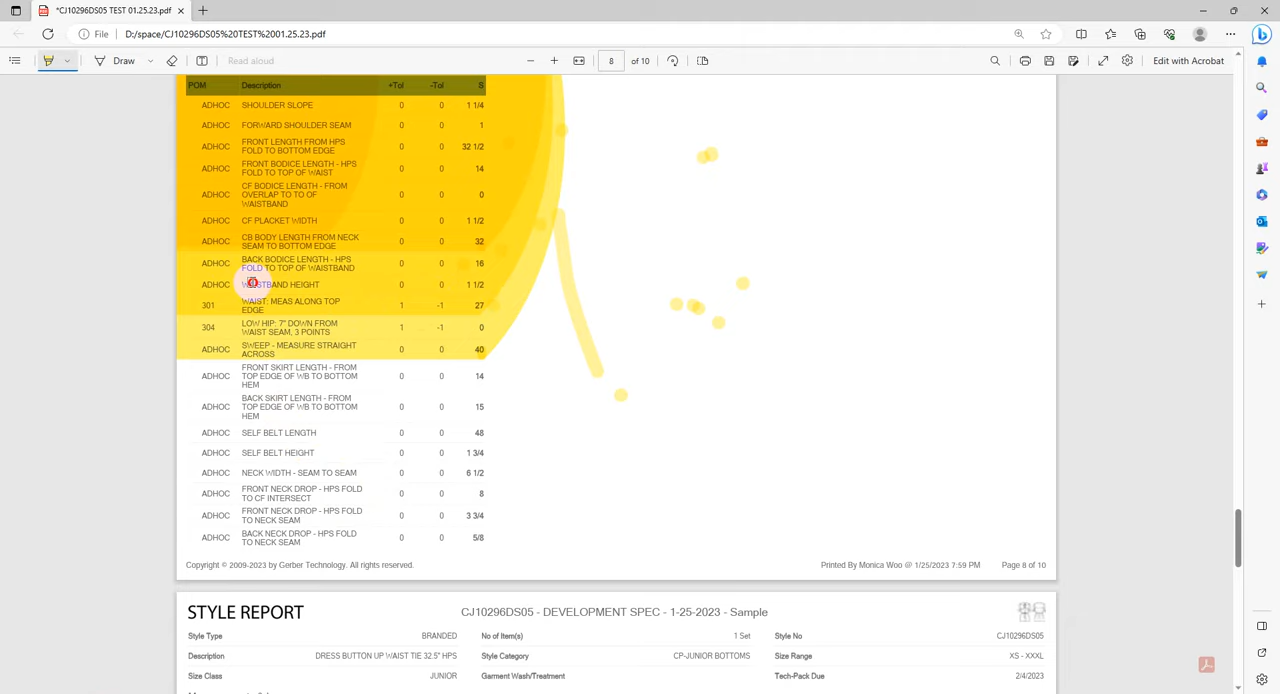 *CJ10296DS05 TEST 01.25.23.pdf
File D:/space/CJ10296DS05%20TEST%2001.25.23.pdf
Draw Read aloud 8 of 10 Edit with Acrobat
POM Description +Tol -Tol S
ADHOC SHOULDER SLOPE 0 0 1 1/4
ADHOC FORWARD SHOULDER SEAM 0 0 1
FRONT LENGTH FROM HPS
ADHOC FOLD TO BOTTOM EDGE 0 0 32 1/2
FRONT BODICE LENGTH - HPS
ADHOC FOLD TO TOP OF WAIST 0 0 14
CF BODICE LENGTH - FROM
ADHOC OVERLAP TO TO OF 0 0 0
WAISTBAND
ADHOC CF PLACKET WIDTH 0 0 1 1/2
CB BODY LENGTH FROM NECK
ADHOC SEAM TO BOTTOM EDGE 0 0 32
BACK BODICE LENGTH - HPS
ADHOC FOLD TO TOP OF WAISTBAND 0 0 16
ADHOC WAISTBAND HEIGHT 0 0 1 1/2
WAIST: MEAS ALONG TOP
301 EDGE 1 -1 27
LOW HIP: 7" DOWN FROM
304 WAIST SEAM, 3 POINTS 1 -1 0
SWEEP - MEASURE STRAIGHT
ADHOC ACROSS 0 0 40
FRONT SKIRT LENGTH - FROM
ADHOC TOP EDGE OF WB TO BOTTOM 0 0 14
HEM
BACK SKIRT LENGTH - FROM
ADHOC TOP EDGE OF WB TO BOTTOM 0 0 15
HEM
ADHOC SELF BELT LENGTH 0 0 48
ADHOC SELF BELT HEIGHT 0 0 1 3/4
ADHOC NECK WIDTH - SEAM TO SEAM 0 0 6 1/2
FRONT NECK DROP - HPS FOLD
ADHOC TO CF INTERSECT 0 0 8
FRONT NECK DROP - HPS FOLD
ADHOC TO NECK SEAM 0 0 3 3/4
BACK NECK DROP - HPS FOLD
ADHOC TO NECK SEAM 0 0 5/8
Copyright © 2009-2023 by Gerber Technology. All rights reserved. Printed By Monica Woo @ 1/25/2023 7:59 PM Page 8 of 10
STYLE REPORT CJ10296DS05 - DEVELOPMENT SPEC - 1-25-2023 - Sample
Style Type BRANDED No of Item(s) 1 Set Style No CJ10296DS05
Description DRESS BUTTON UP WAIST TIE 32.5" HPS Style Category CP-JUNIOR BOTTOMS Size Range XS - XXXL
Size Class JUNIOR Garment Wash/Treatment Tech-Pack Due 2/4/2023